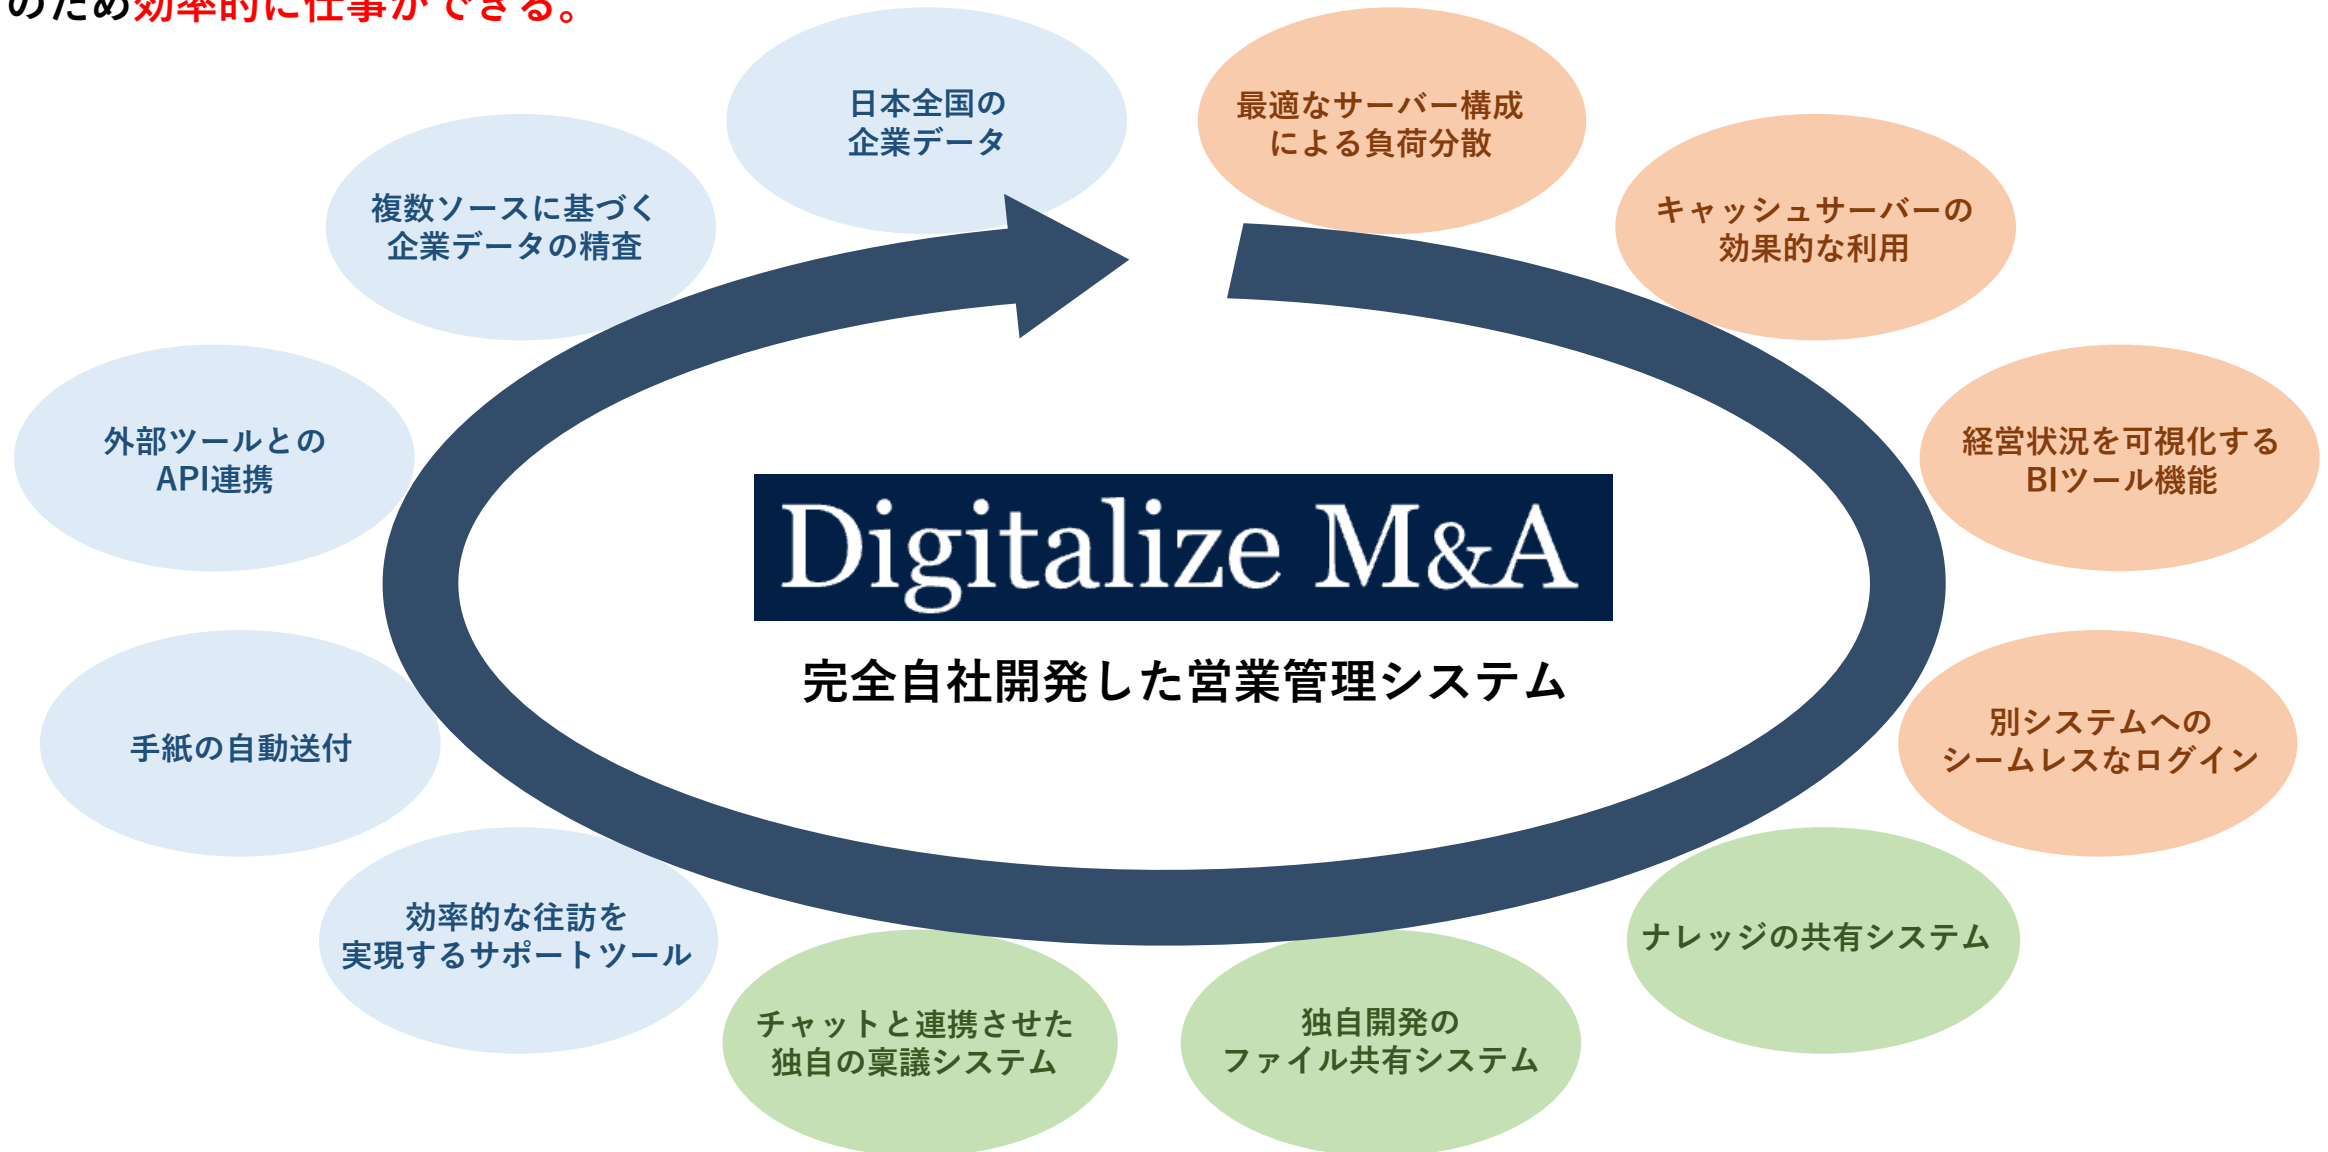 のため効率的に仕事ができる。
日本全国の
企業データ
最適なサーバー構成
による負荷分散
複数ソースに基づく
企業データの精査
キャッシュサーバーの
効果的な利用
外部ツールとの
API連携
経営状況を可視化する
BIツール機能
Digitalize M&A
完全自社開発した営業管理システム
手紙の自動送付
別システムへの
シームレスなログイン
効率的な往訪を
実現するサポートツール
ナレッジの共有システム
チャットと連携させた
独自の稟議システム
独自開発の
ファイル共有システム